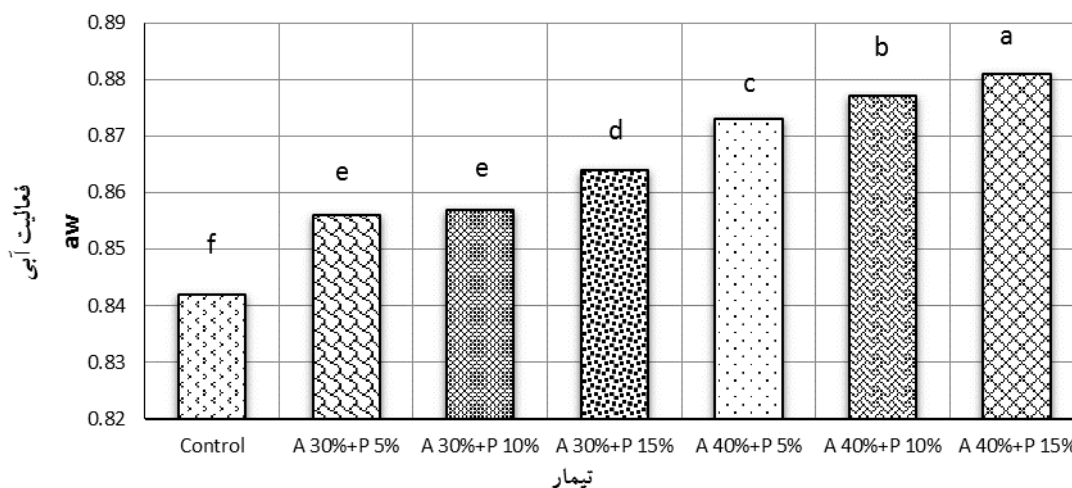 0.89
0.88
0.87
0.86
0.85
0.84
0.83
0.82
فعالیت آبی
aw
f
e
e
d
c
b
a
Control A 30%+P 5% A 30%+P 10% A 30%+P 15% A 40%+P 5% A 40%+P 10% A 40%+P 15%
تیمار